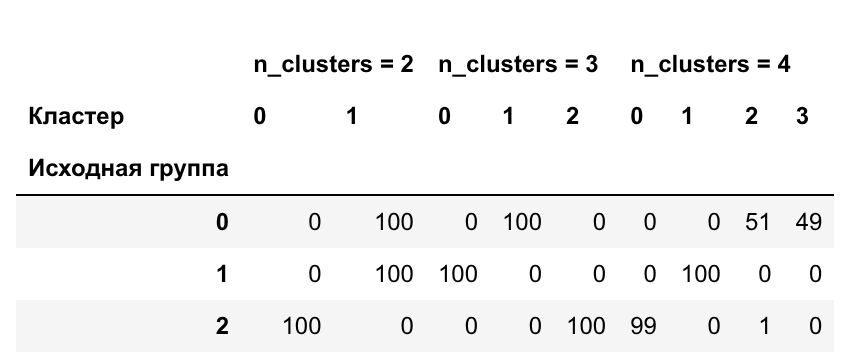 n_clusters = 2 n_clusters = 3 n_clusters = 4
Кластер 0 1 0 1 2 0 1 2 3
Исходная группа
0 0 100 0 100 0 0 0 51 49
1 0 100 100 0 0 0 100 0 0
2 100 0 0 0 100 99 0 1 0